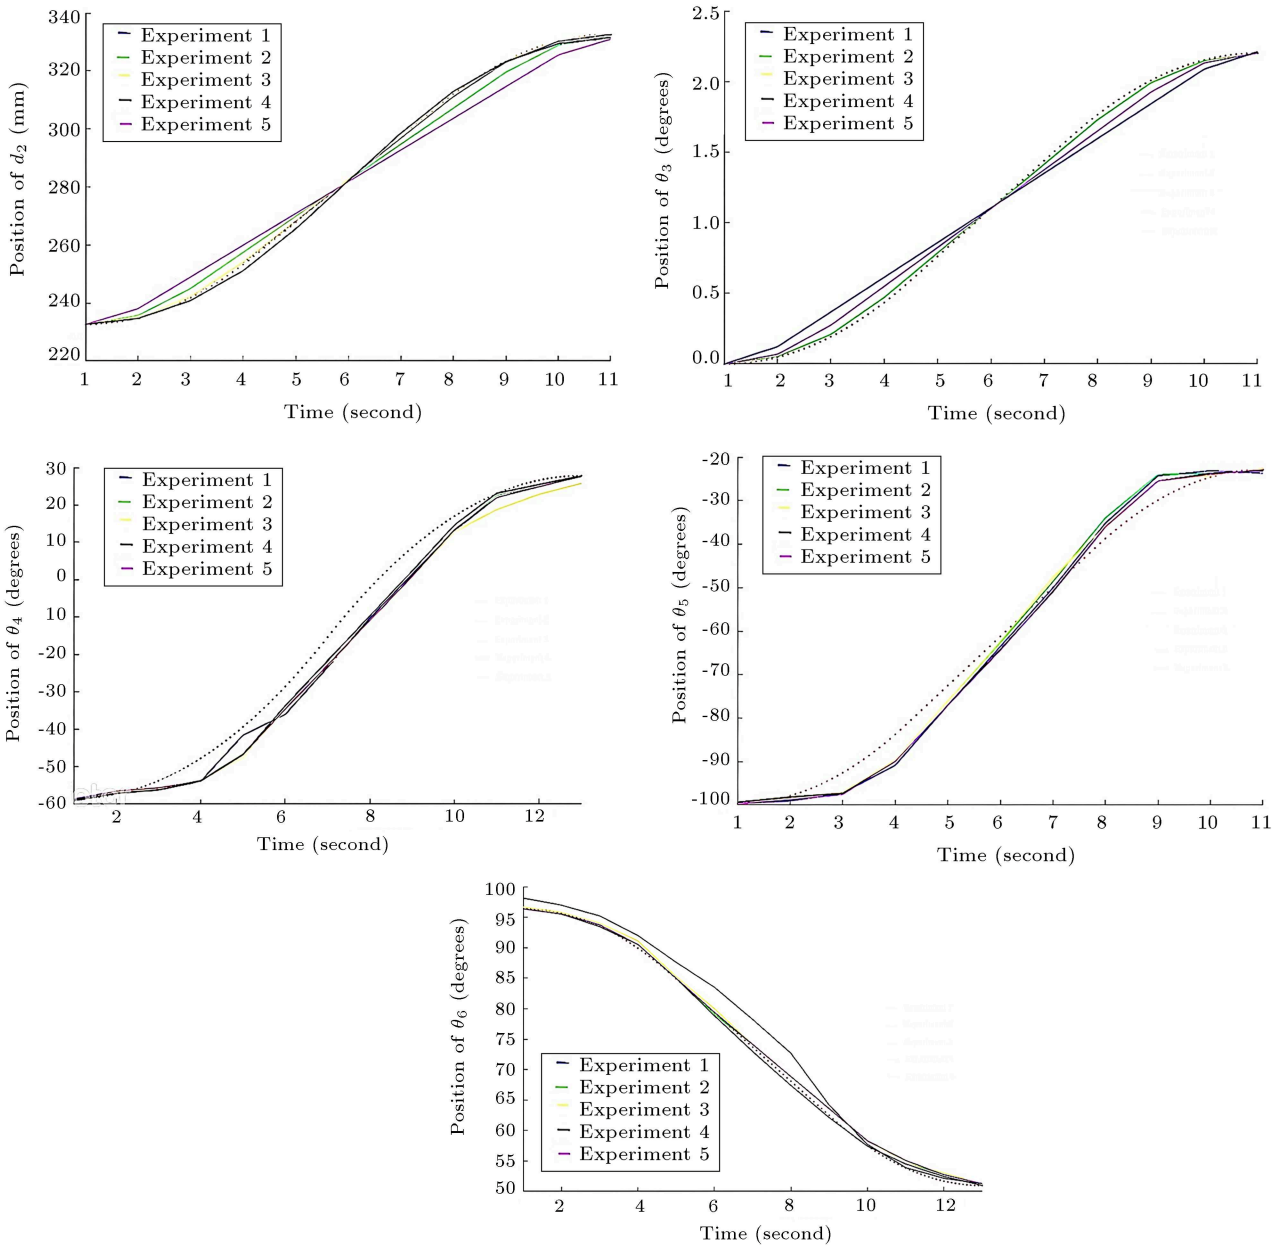 340
320
300
280
260
240
220
Position of d2 (mm)
Experiment 1
Experiment 2
Experiment 3
Experiment 4
Experiment 5
1 2 3 4 5 6 7 8 9 10 11
Time (second)
2.5
2.0
1.5
1.0
0.5
0.0
Position of θ3 (degrees)
Experiment 1
Experiment 2
Experiment 3
Experiment 4
Experiment 5
1 2 3 4 5 6 7 8 9 10 11
Time (second)
30
20
10
0
10
-20
-30
-40
-50
-60
Position of θ4 (degrees)
Experiment 1
Experiment 2
Experiment 3
Experiment 4
Experiment 5
2 4 6 8 10 12
Time (second)
-20
-30
-40
-50
-60
-70
-80
-90
-100
Position of θ5 (degrees)
Experiment 1
Experiment 2
Experiment 3
Experiment 4
Experiment 5
1 2 3 4 5 6 7 8 9 10 11
Time (second)
100
95
90
85
80
75
70
65
60
55
50
Position of θ6 (degrees)
Experiment 1
Experiment 2
Experiment 3
Experiment 4
Experiment 5
2 4 6 8 10 12
Time (second)